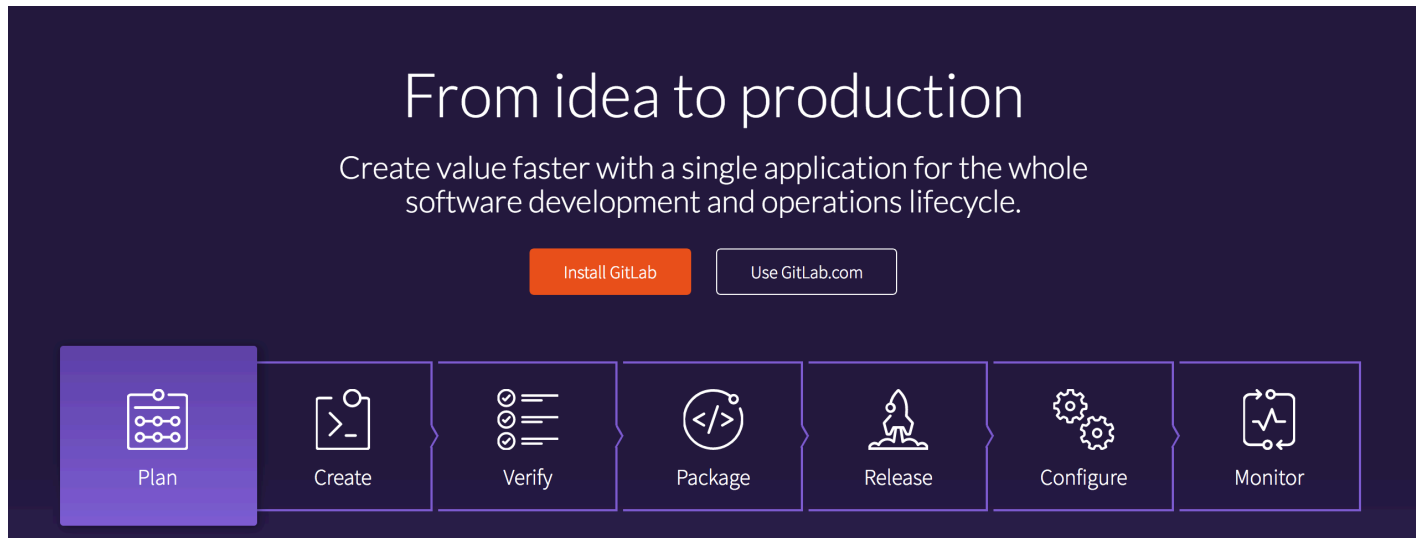 From idea to production
Create value faster with a single application for the whole
software development and operations lifecycle.
Install GitLab
Use GitLab.com
Plan
Create
Verify
Package
Release
Configure
Monitor